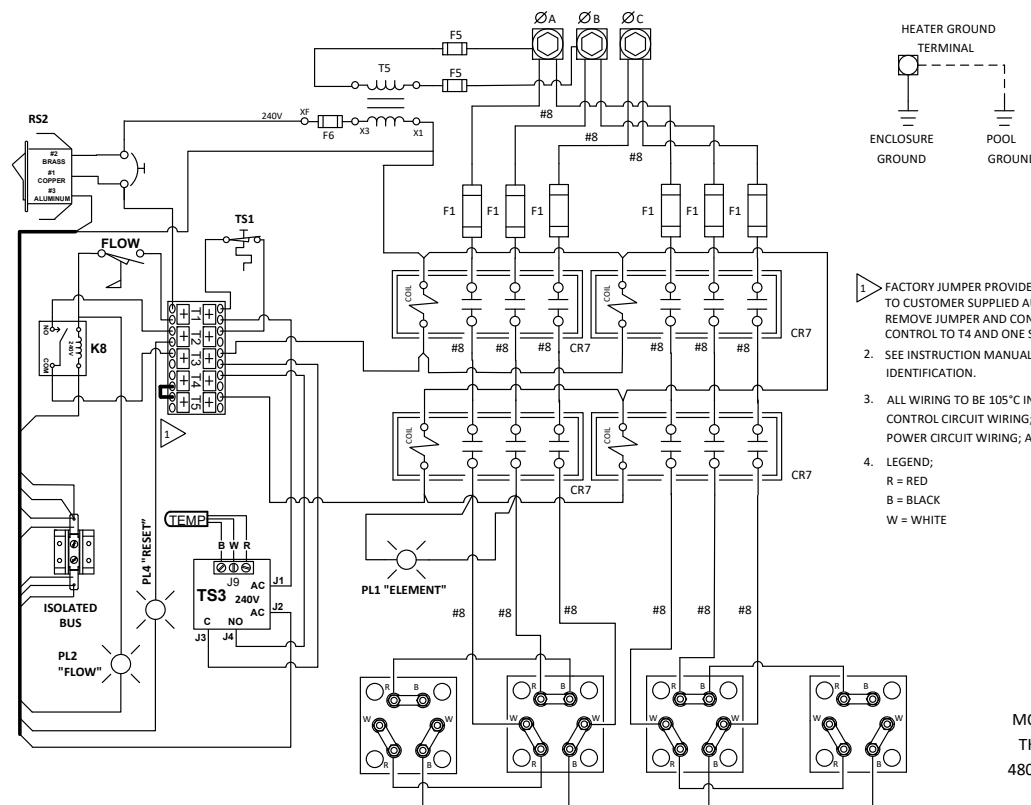 ØA ØB ØC
F5
F5
T5
240V
XF
F6
X3
X1
HEATER GROUND
TERMINAL
ENCLOSURE
GROUND
POOL
GROUN
RS2
#2
BRASS
#1
COPPER
#3
ALUMINUM
#8
#8
#8
F1 F1 F1 F1 F1 F1
TS1
FLOW
T1
T2
T3
T4
T5
1
NO
240V
COM
K8
COIL
COIL
#8 #8 #8 CR7 #8 #8 #8 CR7
COIL
COIL
CR7
CR7
1 FACTORY JUMPER PROVIDE
TO CUSTOMER SUPPLIED AU
REMOVE JUMPER AND CON
CONTROL TO T4 AND ONE S
2. SEE INSTRUCTION MANUAL
IDENTIFICATION.
3. ALL WIRING TO BE 105°C IN
CONTROL CIRCUIT WIRING;
POWER CIRCUIT WIRING; A
4. LEGEND;
R = RED
B = BLACK
W = WHITE
TEMP
B W R
J9
TS3
240V
AC J1
AC J2
C NO
J3 J4
PL4 "RESET"
ISOLATED
BUS
PL2
"FLOW"
PL1 "ELEMENT"
#8 #8 #8 #8 #8 #8
R B R B R B R B
W W W W W W W W
R B R B R B R B
MO
TH
480